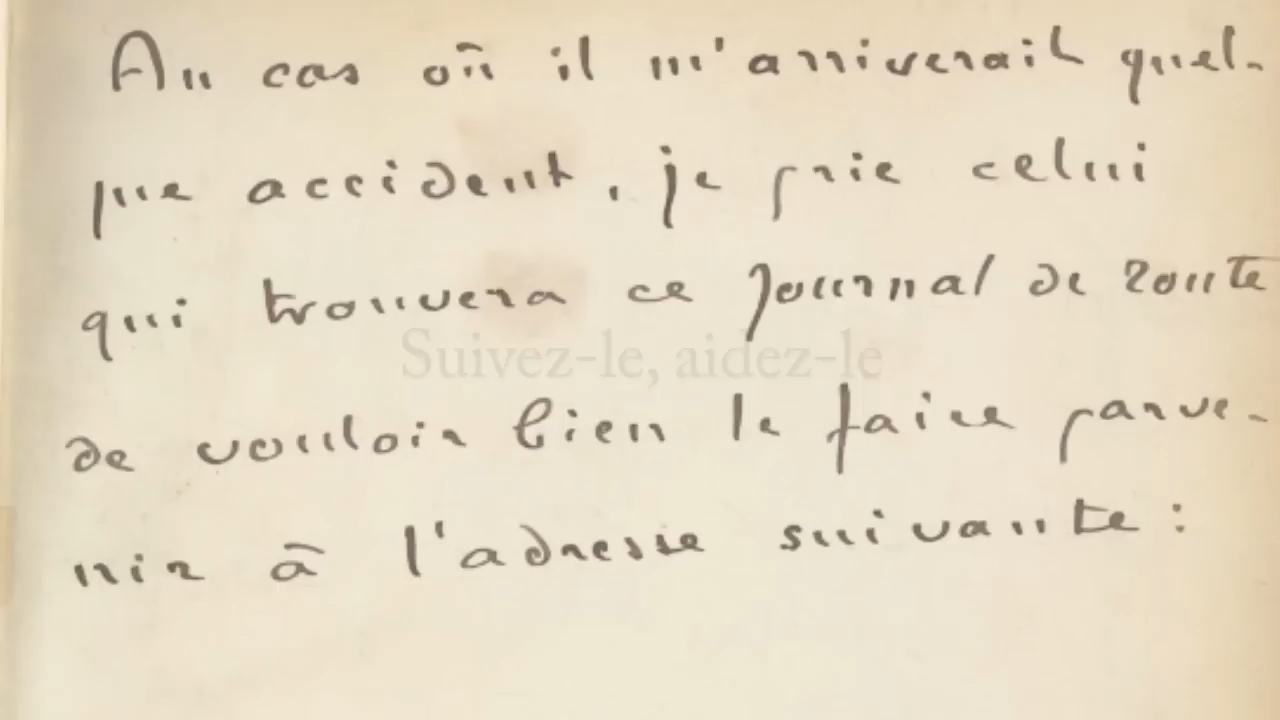 Au cas où il m'arriverait quel-
que accident, je prie celui
qui trouvera ce journal de route
Suivez-le, aidez-le
de vouloir bien le faire parve-
nir à l'adresse suivante :